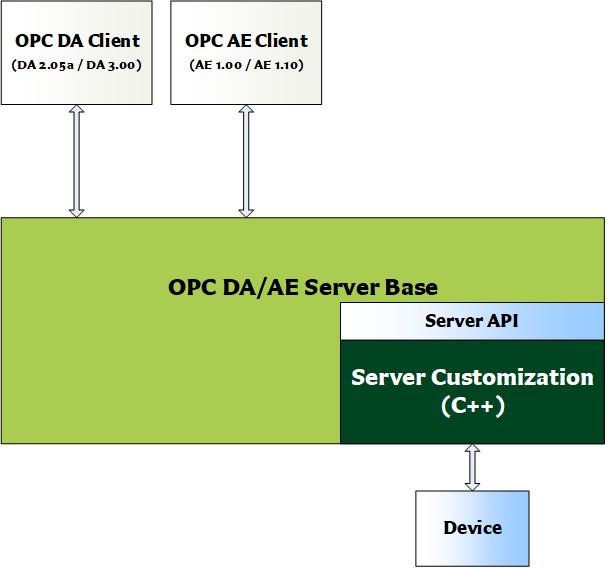 OPC DA Client
(DA 2.05a / DA 3.00)
OPC AE Client
(AE 1.00 / AE 1.10)
OPC DA/AE Server Base
Server API
Server Customization
(C++)
Device